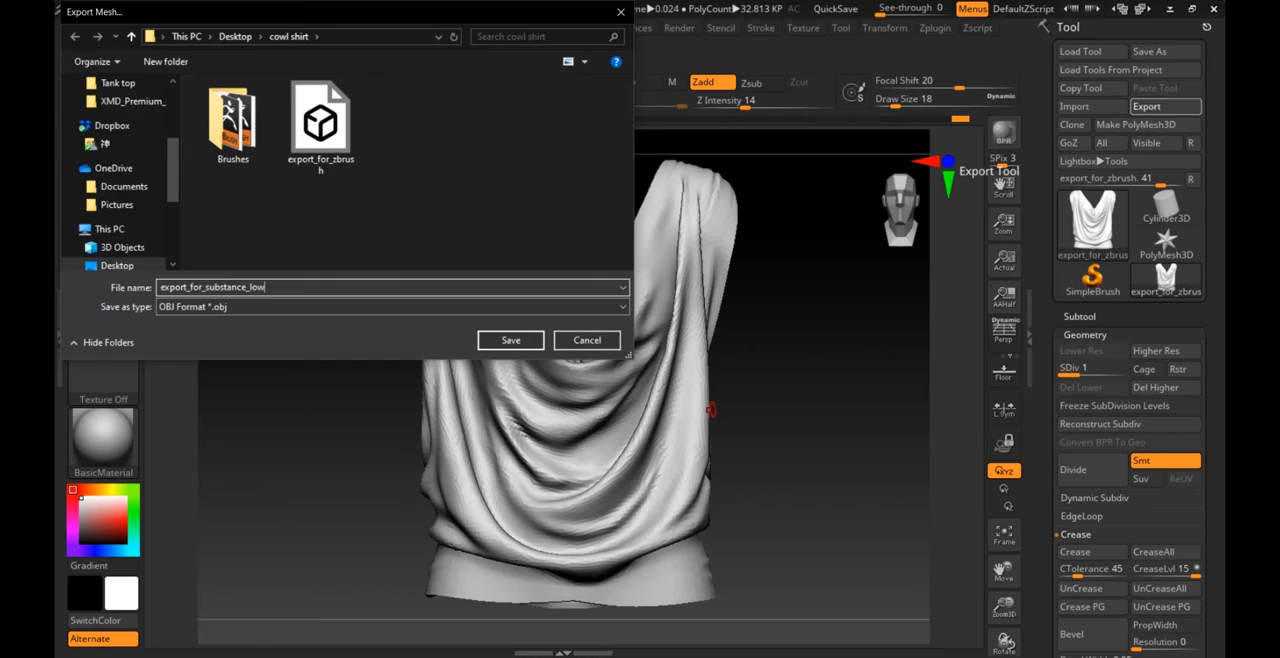 Export Mesh...
This PC
Desktop
cowl shirt
Search cowl shirt
Organize
New folder
Tank top
XMD_Premium_
Dropbox
神
OneDrive
Documents
Pictures
This PC
3D Objects
Desktop
Brushes
export_for_zbrus
h
File name:
export_for_substance_low
Save as type:
OBJ Format *.obj
Hide Folders
Save
Cancel
me▶0.024 • PolyCount▶32.813 KP
AC
QuickSave
See-through 0
Menus
DefaultZScript
nces
Render
Stencil
Stroke
Texture
Tool
Transform
Zplugin
Zscript
M
Zadd
Zsub
Zcut
Z Intensity 14
S
Focal Shift 20
Draw Size 18
Dynamic
Texture Off
BasicMaterial
Gradient
SwitchColor
Alternate
Export Tool
BPR
SPix 3
Scroll
Zoom
Actual
AAHalf
Dynamic
Persp
Floor
L.Sym
Qxyz
Frame
Move
Zoom3D
Rotate
Tool
Load Tool
Save As
Load Tools From Project
Copy Tool
Paste Tool
Import
Export
Clone
Make PolyMesh3D
GoZ
All
Visible
R
Lightbox▶Tools
export_for_zbrush. 41
R
export_for_zbrus
Cylinder3D
PolyMesh3D
SimpleBrush
export_for_zbrus
Subtool
Geometry
Lower Res
Higher Res
SDiv 1
Cage
Rstr
Del Lower
Del Higher
Freeze SubDivision Levels
Reconstruct Subdiv
Convert BPR To Geo
Divide
Smt
Suv
ReUV
Dynamic Subdiv
EdgeLoop
Crease
Crease
CreaseAll
CTolerance 45
CreaseLvl 15
UnCrease
UnCreaseAll
Crease PG
UnCrease PG
Bevel
PropWidth
Resolution 0